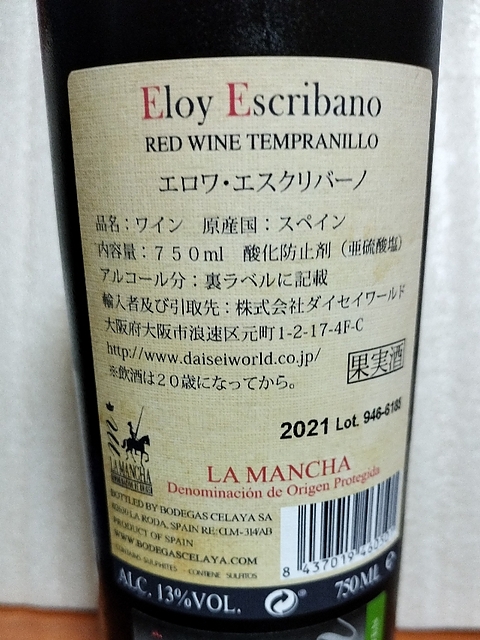 Eloy Escribano
RED WINE TEMPRANILLO
エロワ・エスクリバーノ
品名：ワイン 原産国：スペイン
内容量：７５０ml 酸化防止剤（亜硫酸塩）
アルコール分：裏ラベルに記載
輸入者及び引取先：株式会社ダイセイワールド
大阪府大阪市浪速区元町1-2-17-4F-C
http://www.daiseiworld.co.jp/
果実酒
※飲酒は２０歳になってから。
2021 Lot. 946-6185
LA MANCHA
LA MANCHA
Denominación de Origen Protegida
BOTTLED BY BODEGAS CELAYA SA
LA RODA, SPAIN RE: CLM-314/AB
PRODUCT OF SPAIN
WWW.BODEGASCELAYA.COM
CONTAINS SULPHITES - CONTIENE SULFITOS
8 437019
ALC. 13%VOL.
750ML e